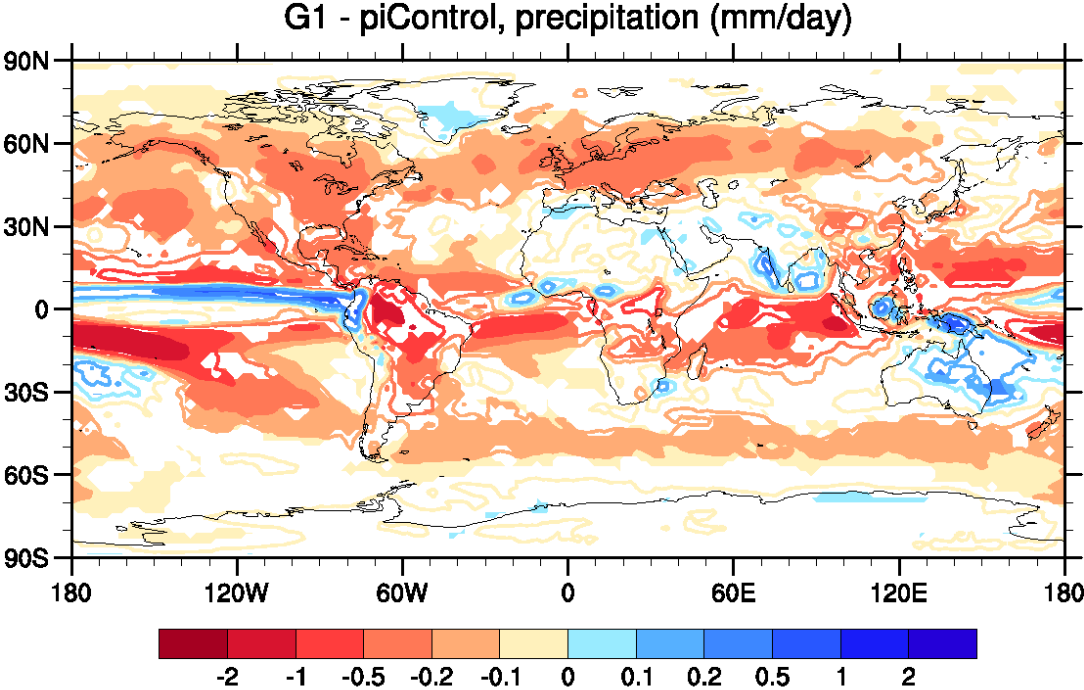 G1 - piControl, precipitation (mm/day)
90N
60N
30N
0
30S
60S
90S
180 120W 60W 0 60E 120E 180
-2 -1 -0.5 -0.2 -0.1 0 0.1 0.2 0.5 1 2